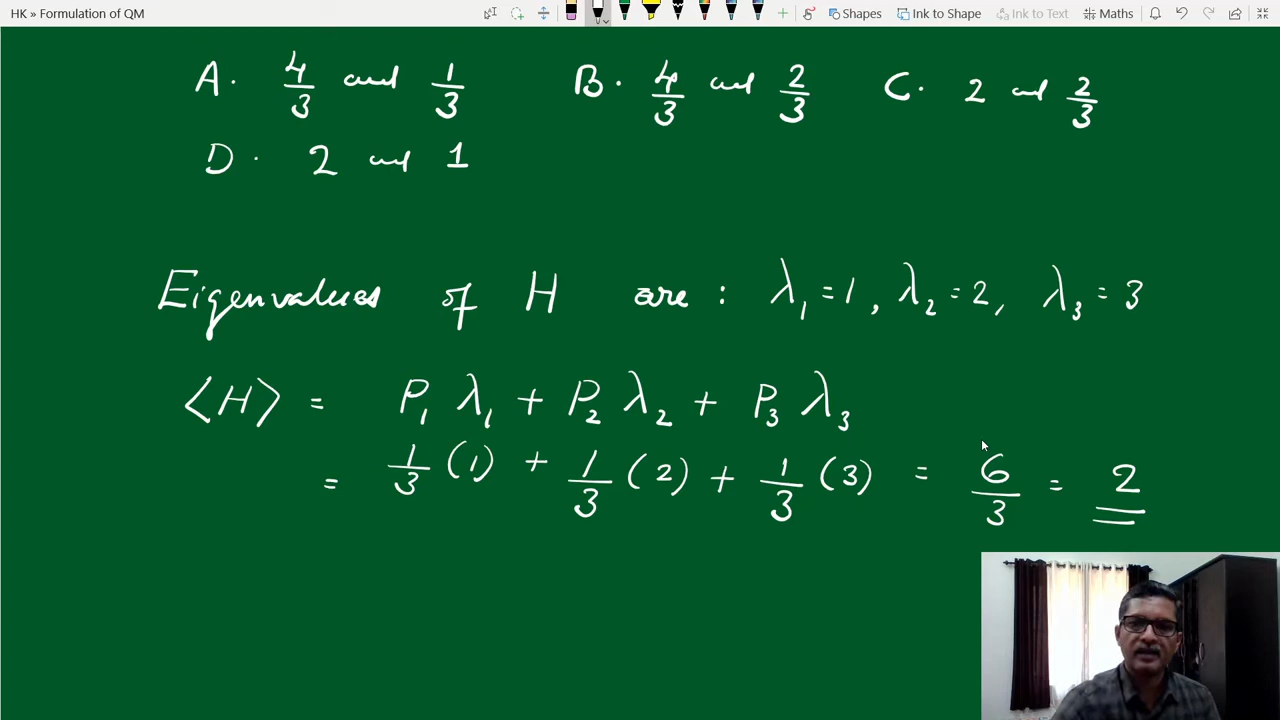 HK » Formulation of QM Shapes Ink to Shape Ink to Text Maths
A. 4/3 and 1/3 B. 4/3 and 2/3 C. 2 and 2/3
D. 2 and 1
Eigenvalues of H are : λ₁ = 1, λ₂ = 2, λ₃ = 3
⟨H⟩ = P₁ λ₁ + P₂ λ₂ + P₃ λ₃
= 1/3 (1) + 1/3 (2) + 1/3 (3) = 6/3 = 2